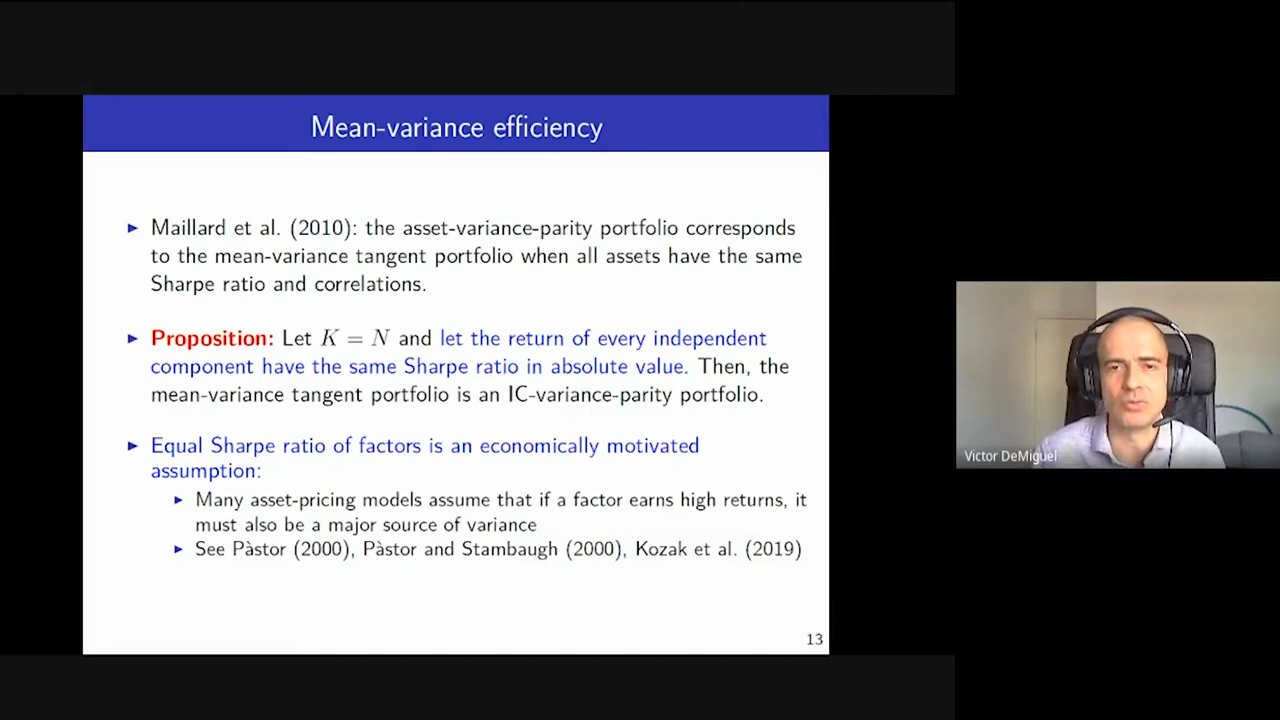 Mean-variance efficiency
▶ Maillard et al. (2010): the asset-variance-parity portfolio corresponds
to the mean-variance tangent portfolio when all assets have the same
Sharpe ratio and correlations.
▶ Proposition: Let K = N and let the return of every independent
component have the same Sharpe ratio in absolute value. Then, the
mean-variance tangent portfolio is an IC-variance-parity portfolio.
▶ Equal Sharpe ratio of factors is an economically motivated
assumption:
▶ Many asset-pricing models assume that if a factor earns high returns, it
must also be a major source of variance
▶ See Pàstor (2000), Pàstor and Stambaugh (2000), Kozak et al. (2019)
13
Victor DeMiguel